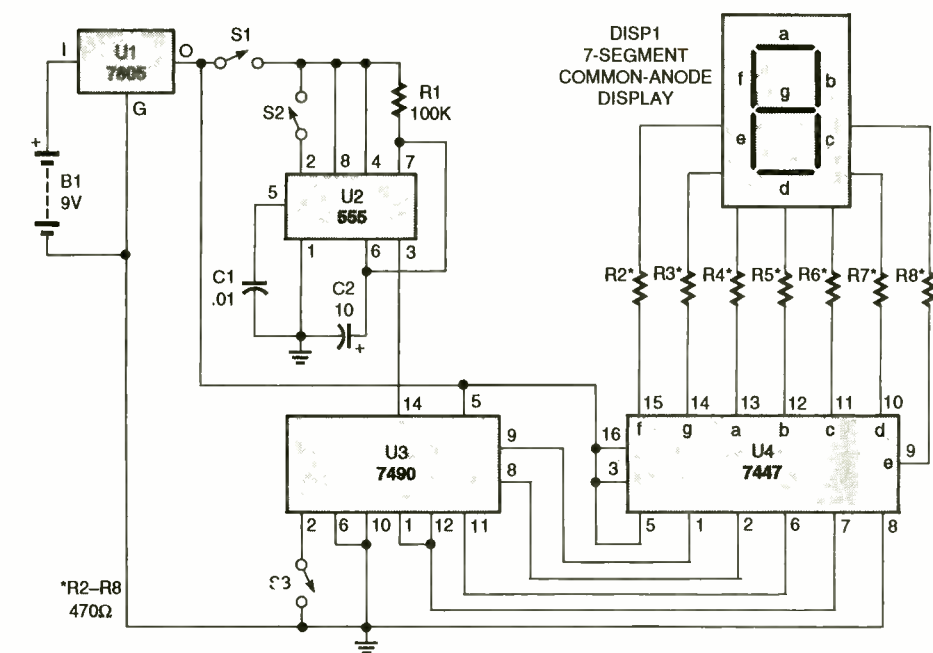 I
U1
7805
O
G
S1
S2
R1
100K
+
B1
9V
2
8
4
7
5
U2
555
1
6
3
C1
.01
C2
10
+
DISP1
7-SEGMENT
COMMON-ANODE
DISPLAY
a
f
b
g
e
c
d
R2*
R3*
R4*
R5*
R6*
R7*
R8*
14
5
U3
7490
9
8
2
6
10
1
12
11
S3
15
14
13
12
11
10
f
g
a
b
c
d
16
3
U4
7447
e
9
5
1
2
6
7
8
*R2–R8
470Ω